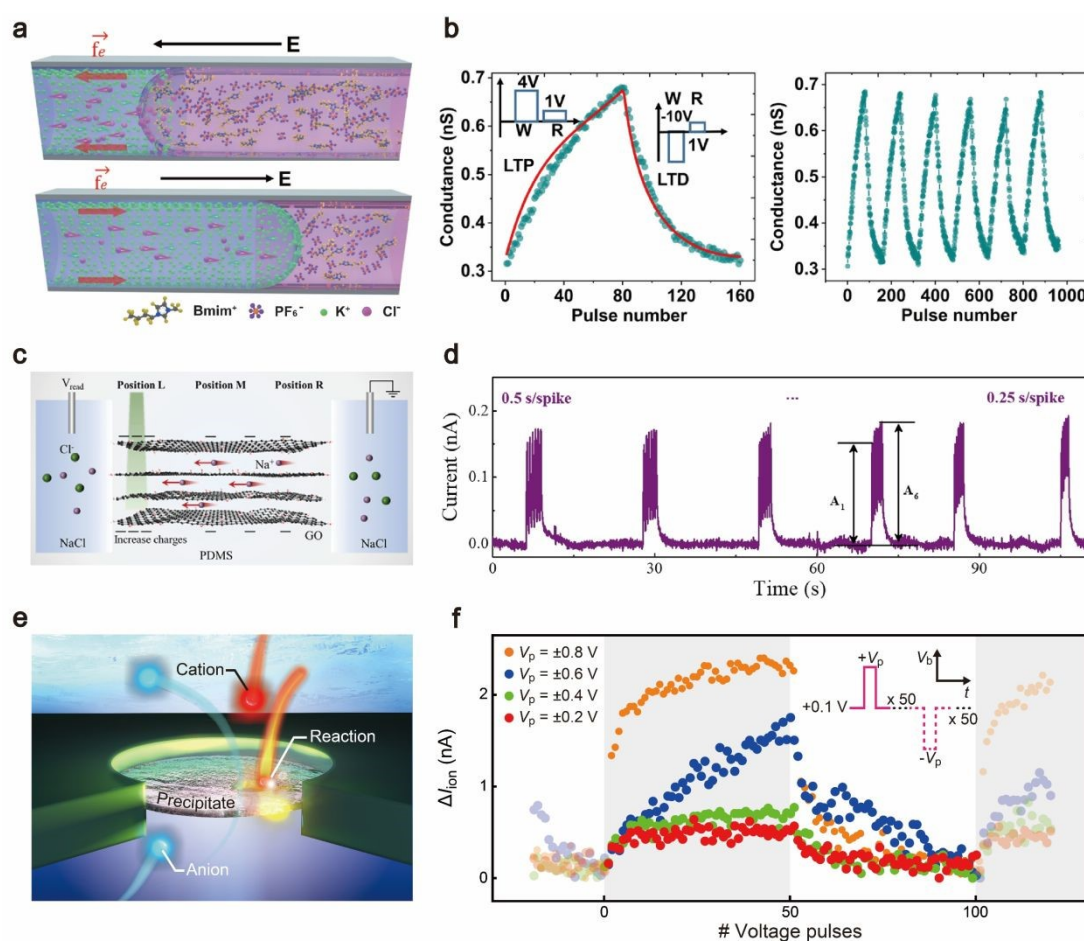 a
fe
E
fe
E
Bmim⁺ PF₆⁻ K⁺ Cl⁻
b
0.7
0.6
0.5
0.4
0.3
Conductance (nS)
4V
1V
W R
W R
-10V
1V
LTP
LTD
0 40 80 120 160
Pulse number
0.7
0.6
0.5
0.4
0.3
Conductance (nS)
0 200 400 600 800 1000
Pulse number
c
Vread
Position L Position M Position R
Cl⁻
Na⁺
Increase charges
GO
NaCl
PDMS
NaCl
d
0.5 s/spike ... 0.25 s/spike
0.2
0.1
0.0
Current (nA)
A₁
A₆
0 30 60 90
Time (s)
e
Cation
Reaction
Precipitate
Anion
f
Vp = ±0.8 V
Vp = ±0.6 V
Vp = ±0.4 V
Vp = ±0.2 V
+Vp
Vb
t
+0.1 V
x 50
x 50
-Vp
2
1
0
ΔIion (nA)
0 50 100
# Voltage pulses